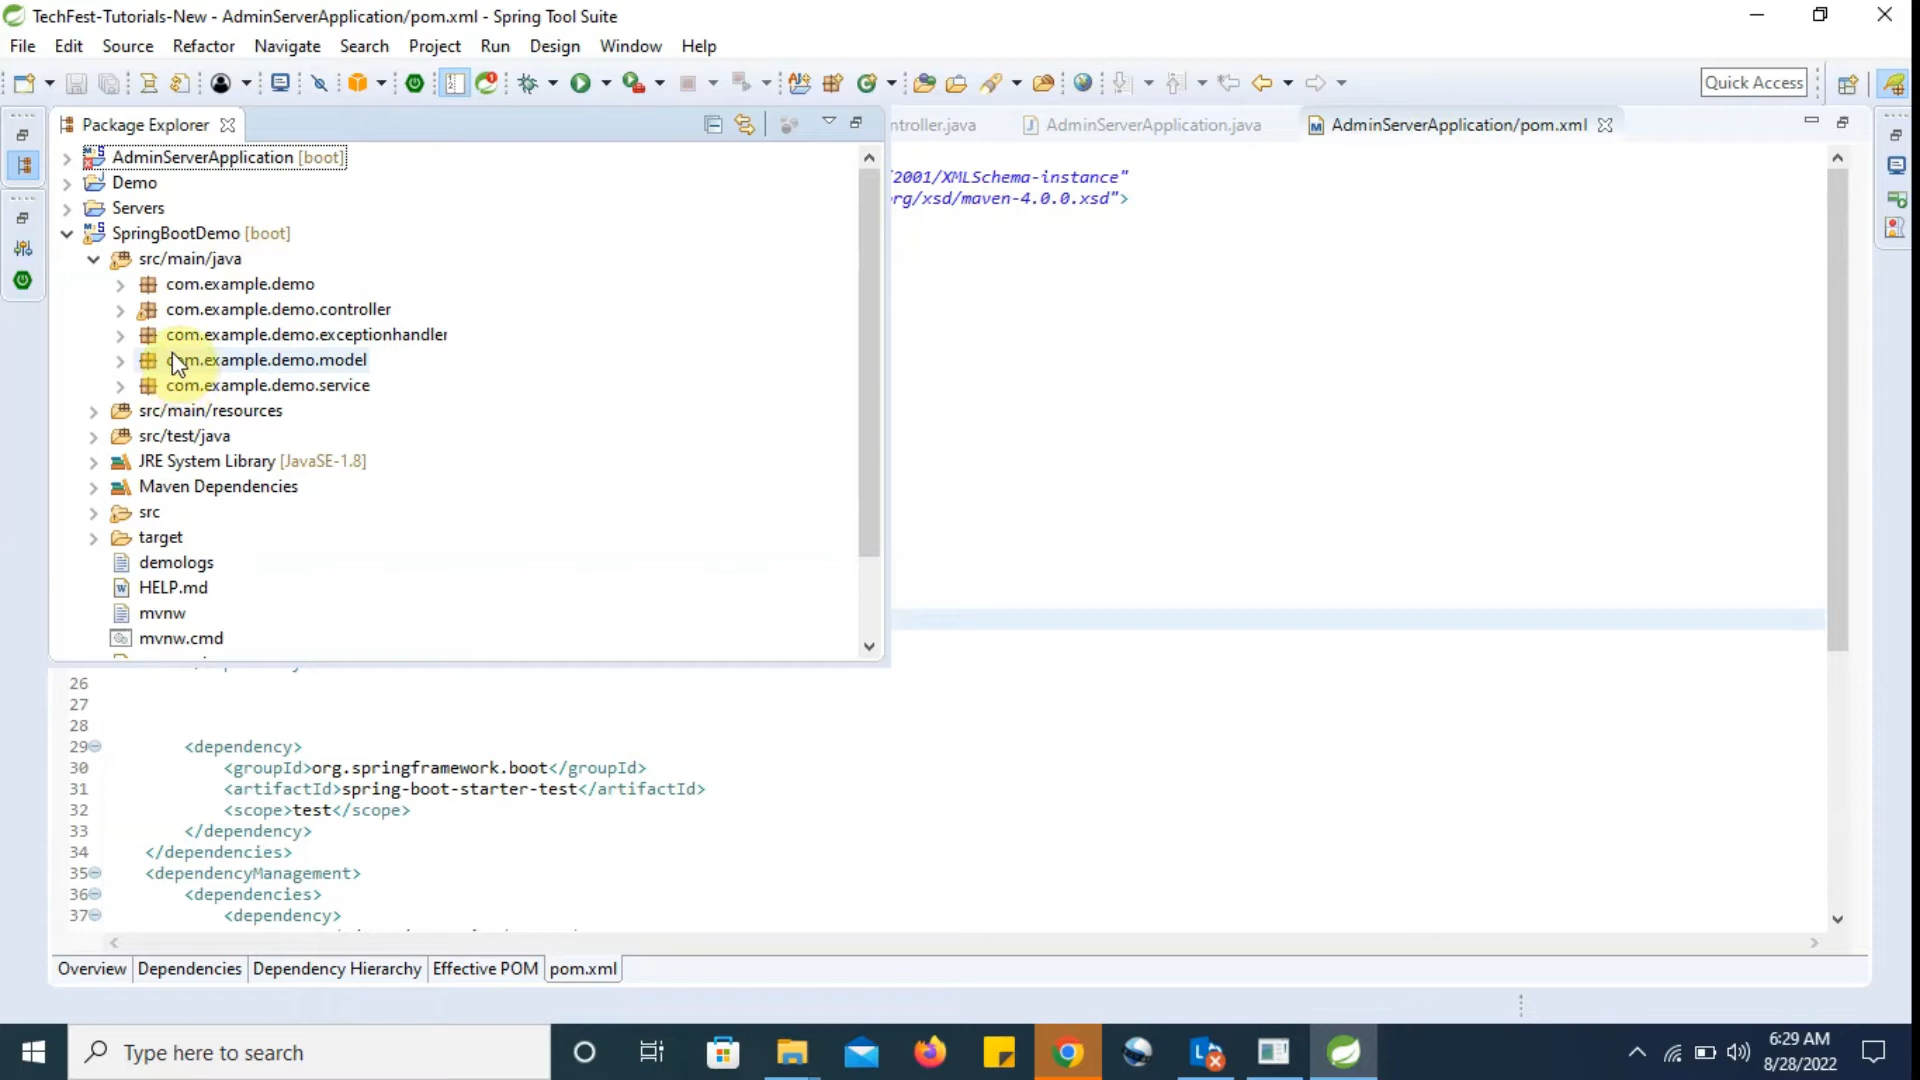 TechFest-Tutorials-New - AdminServerApplication/pom.xml - Spring Tool Suite
File Edit Source Refactor Navigate Search Project Run Design Window Help
Quick Access
Package Explorer
ntroller.java
AdminServerApplication.java
AdminServerApplication/pom.xml
AdminServerApplication [boot]
Demo
Servers
SpringBootDemo [boot]
src/main/java
com.example.demo
com.example.demo.controller
com.example.demo.exceptionhandler
com.example.demo.model
com.example.demo.service
src/main/resources
src/test/java
JRE System Library [JavaSE-1.8]
Maven Dependencies
src
target
demologs
HELP.md
mvnw
mvnw.cmd
/2001/XMLSchema-instance"
org/xsd/maven-4.0.0.xsd">
26
27
28
29 <dependency>
30 <groupId>org.springframework.boot</groupId>
31 <artifactId>spring-boot-starter-test</artifactId>
32 <scope>test</scope>
33 </dependency>
34 </dependencies>
35 <dependencyManagement>
36 <dependencies>
37 <dependency>
Overview Dependencies Dependency Hierarchy Effective POM pom.xml
Type here to search
6:29 AM
8/28/2022